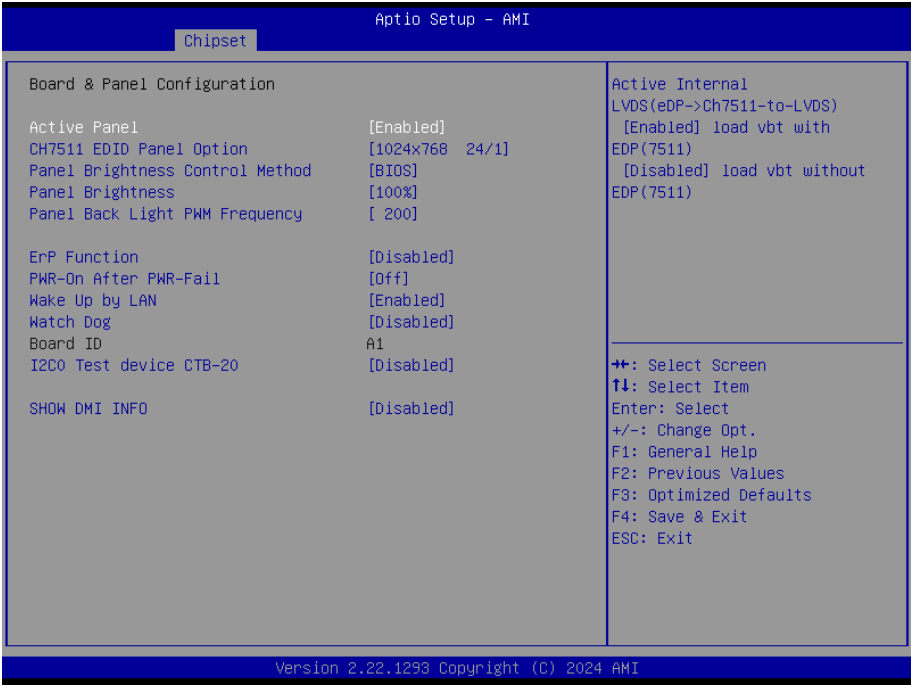 Aptio Setup – AMI
Chipset
Board & Panel Configuration
Active Panel [Enabled]
CH7511 EDID Panel Option [1024x768 24/1]
Panel Brightness Control Method [BIOS]
Panel Brightness [100%]
Panel Back Light PWM Frequency [ 200]
ErP Function [Disabled]
PWR-On After PWR-Fail [Off]
Wake Up by LAN [Enabled]
Watch Dog [Disabled]
Board ID A1
I2C0 Test device CTB-20 [Disabled]
SHOW DMI INFO [Disabled]
Active Internal
LVDS(eDP->Ch7511-to-LVDS)
[Enabled] load vbt with
EDP(7511)
[Disabled] load vbt without
EDP(7511)
→←: Select Screen
↑↓: Select Item
Enter: Select
+/-: Change Opt.
F1: General Help
F2: Previous Values
F3: Optimized Defaults
F4: Save & Exit
ESC: Exit
Version 2.22.1293 Copyright (C) 2024 AMI